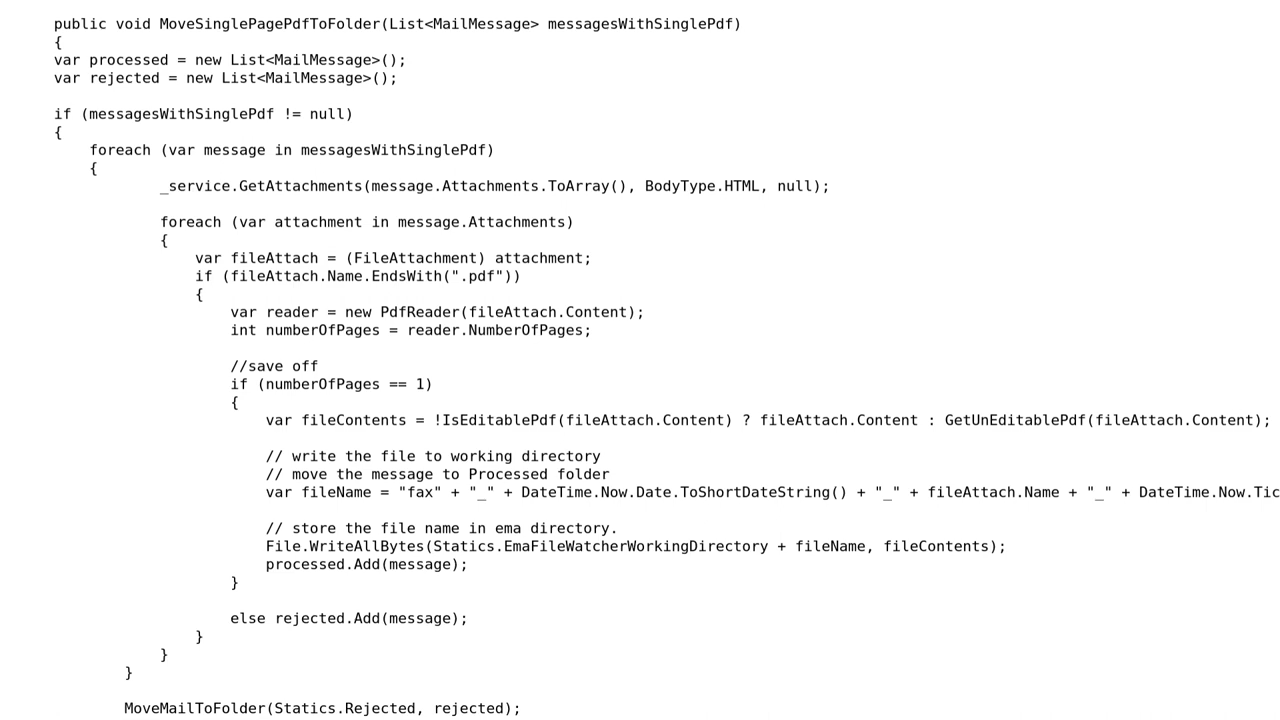 public void MoveSinglePagePdfToFolder(List<MailMessage> messagesWithSinglePdf)
{
var processed = new List<MailMessage>();
var rejected = new List<MailMessage>();
if (messagesWithSinglePdf != null)
{
foreach (var message in messagesWithSinglePdf)
{
_service.GetAttachments(message.Attachments.ToArray(), BodyType.HTML, null);
foreach (var attachment in message.Attachments)
{
var fileAttach = (FileAttachment) attachment;
if (fileAttach.Name.EndsWith(".pdf"))
{
var reader = new PdfReader(fileAttach.Content);
int numberOfPages = reader.NumberOfPages;
//save off
if (numberOfPages == 1)
{
var fileContents = !IsEditablePdf(fileAttach.Content) ? fileAttach.Content : GetUnEditablePdf(fileAttach.Content);
// write the file to working directory
// move the message to Processed folder
var fileName = "fax" + "_" + DateTime.Now.Date.ToShortDateString() + "_" + fileAttach.Name + "_" + DateTime.Now.Tic
// store the file name in ema directory.
File.WriteAllBytes(Statics.EmaFileWatcherWorkingDirectory + fileName, fileContents);
processed.Add(message);
}
else rejected.Add(message);
}
}
}
MoveMailToFolder(Statics.Rejected, rejected);